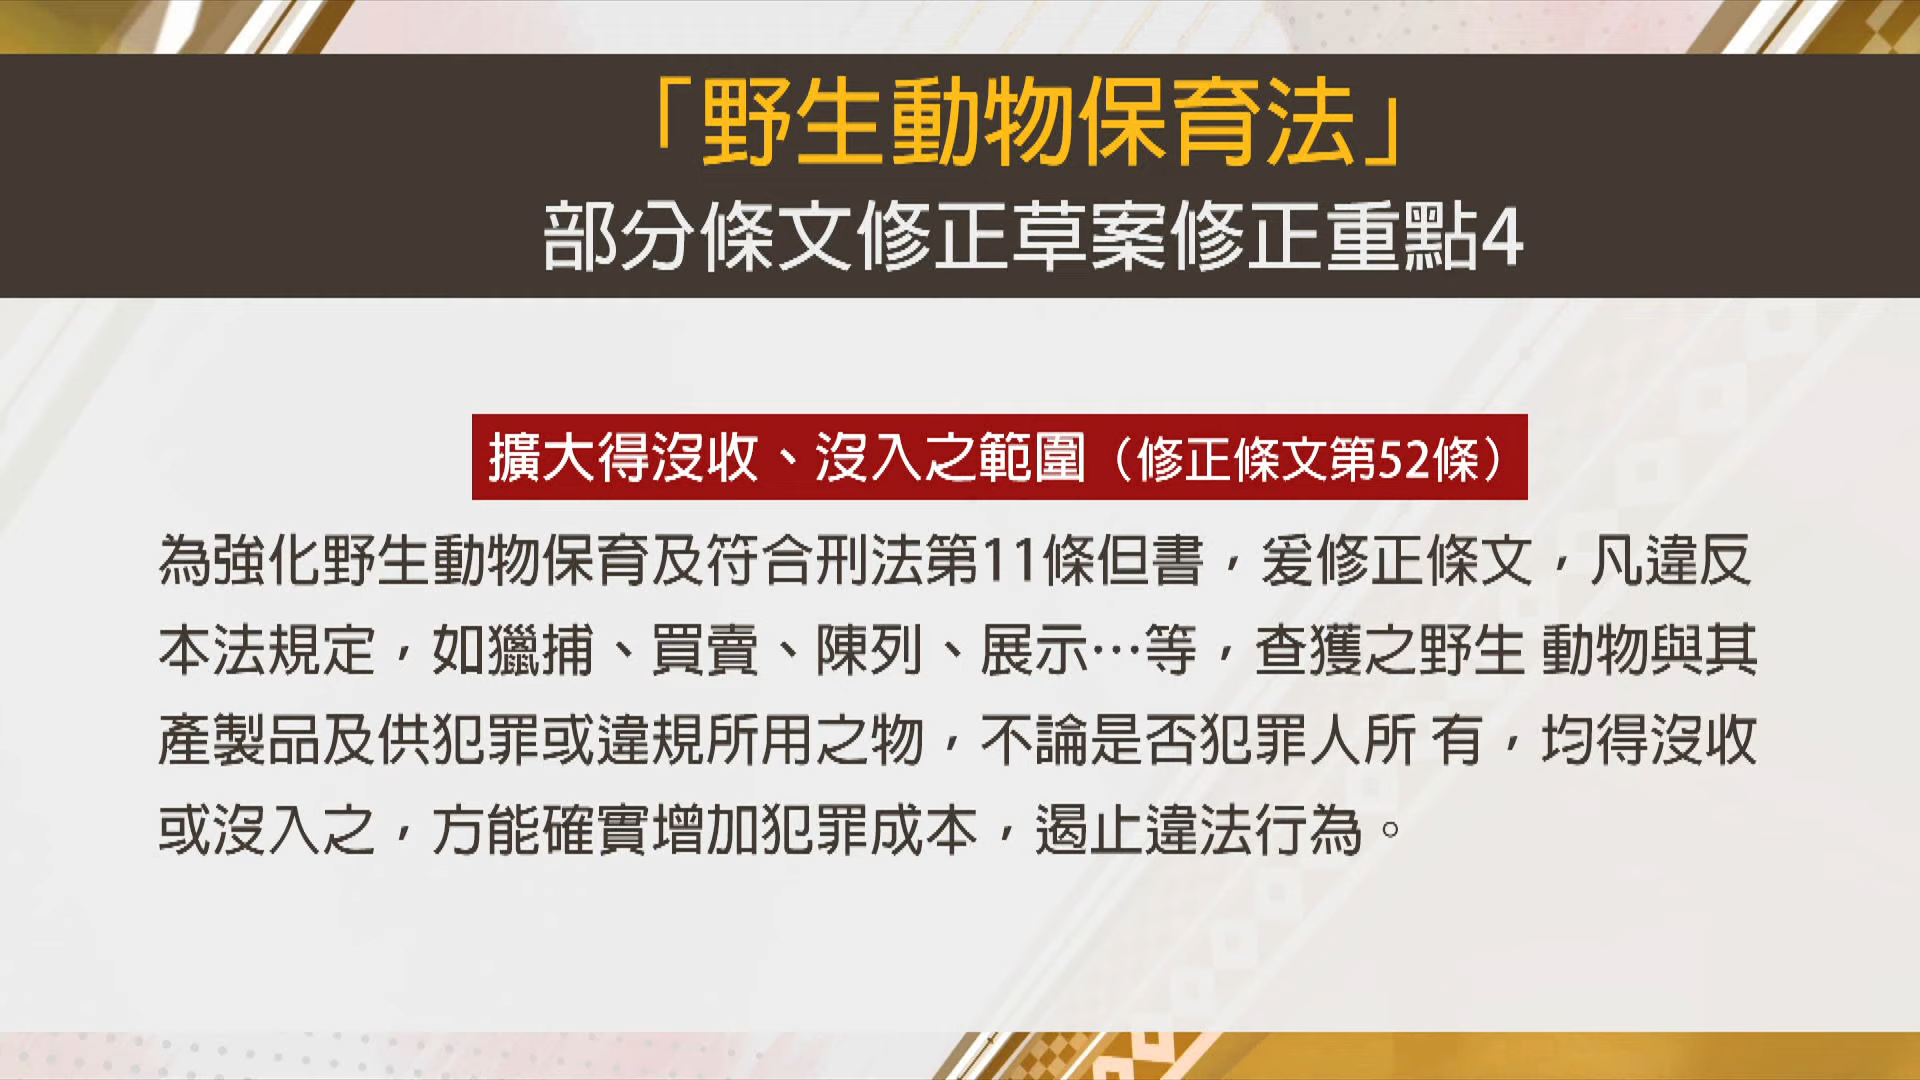 「野生動物保育法」
部分條文修正草案修正重點4
擴大得沒收、沒入之範圍（修正條文第52條）
為強化野生動物保育及符合刑法第11條但書，爰修正條文，凡違反
本法規定，如獵捕、買賣、陳列、展示…等，查獲之野生 動物與其
產製品及供犯罪或違規所用之物，不論是否犯罪人所 有，均得沒收
或沒入之，方能確實增加犯罪成本，遏止違法行為。